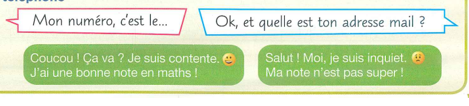 Mon numéro, c'est le...
Ok, et quelle est ton adresse mail ?
Coucou ! Ça va ? Je suis contente.
J'ai une bonne note en maths !
Salut ! Moi, je suis inquiet.
Ma note n'est pas super !